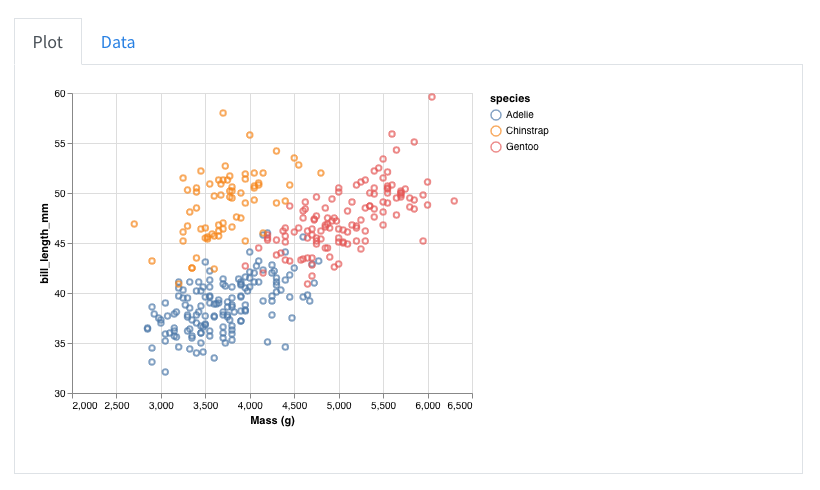 Plot Data
60
55
50
45
40
35
30
bill_length_mm
2,000 2,500 3,000 3,500 4,000 4,500 5,000 5,500 6,000 6,500
Mass (g)
species
Adelie
Chinstrap
Gentoo